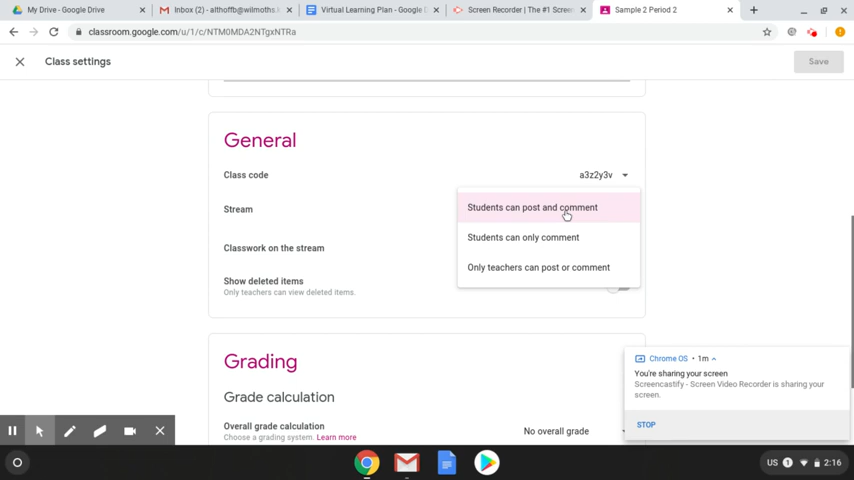 My Drive - Google Drive
Inbox (2) - althoffb@wilmoths.
Virtual Learning Plan - Google D
Screen Recorder | The #1 Screen
Sample 2 Period 2
classroom.google.com/u/1/c/NTM0MDA2NTgxNTRa
Class settings
Save
General
Class code
a3z2y3v
Stream
Students can post and comment
Students can only comment
Only teachers can post or comment
Classwork on the stream
Show deleted items
Only teachers can view deleted items.
Grading
Grade calculation
Overall grade calculation
Choose a grading system. Learn more
No overall grade
Chrome OS • 1m
You're sharing your screen
Screencastify - Screen Video Recorder is sharing your
screen.
STOP
US
1
2:16